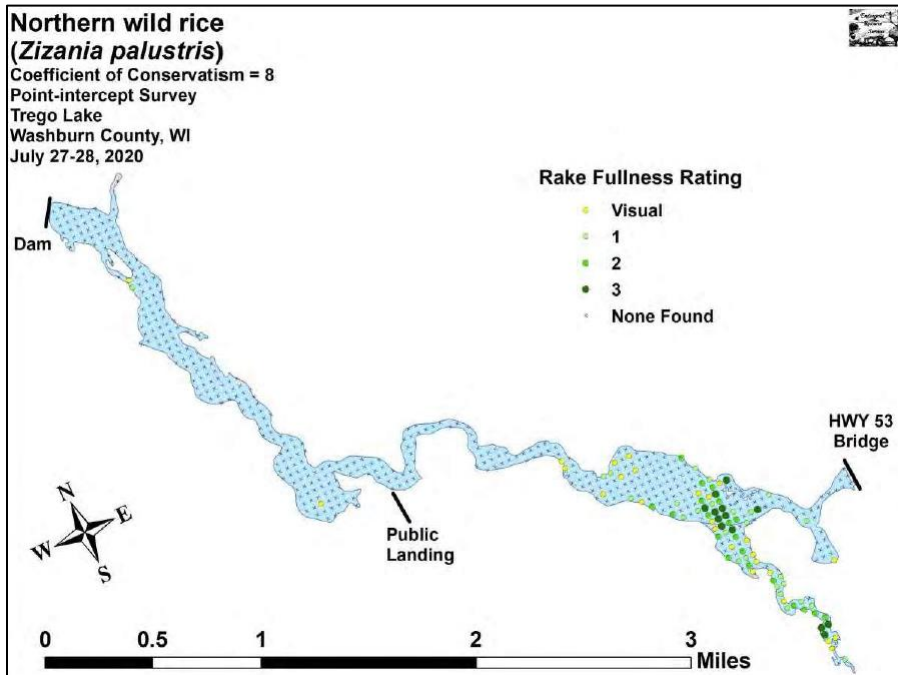 Northern wild rice
(Zizania palustris)
Coefficient of Conservatism = 8
Point-intercept Survey
Trego Lake
Washburn County, WI
July 27-28, 2020
Rake Fullness Rating
Visual
1
2
3
None Found
Dam
HWY 53
Bridge
Public
Landing
N
E
W
S
0 0.5 1 2 3
Miles